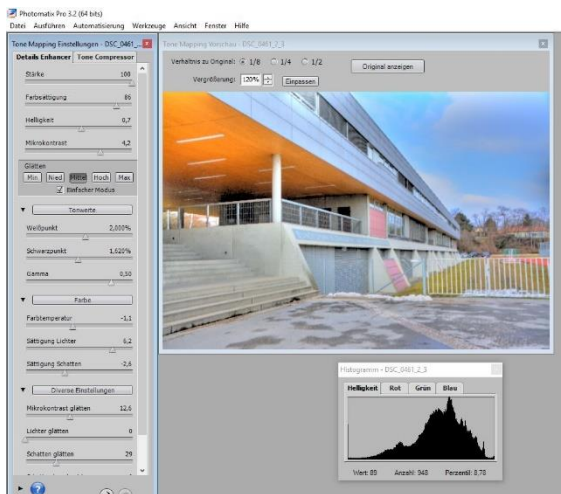 Photomatix Pro 3.2 (64 bits)
Datei Ausführen Automatisierung Werkzeuge Ansicht Fenster Hilfe
Tone Mapping Einstellungen - DSC_0461_...
Details Enhancer Tone Compressor
Stärke 100
Farbsättigung 86
Helligkeit 0,7
Mikrokontrast 4,2
Glätten
Min Nied Mitte Hoch Max
Einfacher Modus
Tonwerte
Weißpunkt 2,000%
Schwarzpunkt 1,620%
Gamma 0,50
Farbe
Farbtemperatur -1,1
Sättigung Lichter 6,2
Sättigung Schatten -2,6
Diverse Einstellungen
Mikrokontrast glätten 12,6
Lichter glätten 0
Schatten glätten 29
Tone Mapping Vorschau - DSC_0461_2_3
Verhältnis zu Original: 1/8 1/4 1/2
Original anzeigen
Vergrößerung: 120% Einpassen
Histogramm - DSC_0461_2_3
Helligkeit Rot Grün Blau
Wert: 89 Anzahl: 948 Perzentil: 8,78